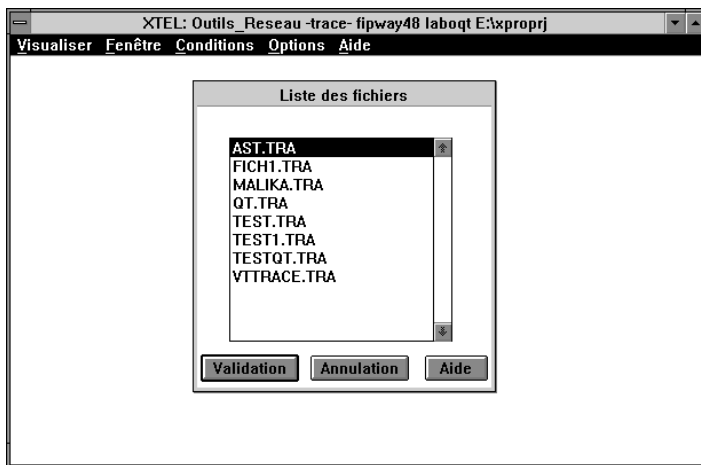 XTEL: Outils_Reseau -trace- fipway48 laboqt E:\xproprj
Visualiser Fenêtre Conditions Options Aide
Liste des fichiers
AST.TRA
FICH1.TRA
MALIKA.TRA
QT.TRA
TEST.TRA
TEST1.TRA
TESTQT.TRA
VTTRACE.TRA
Validation Annulation Aide